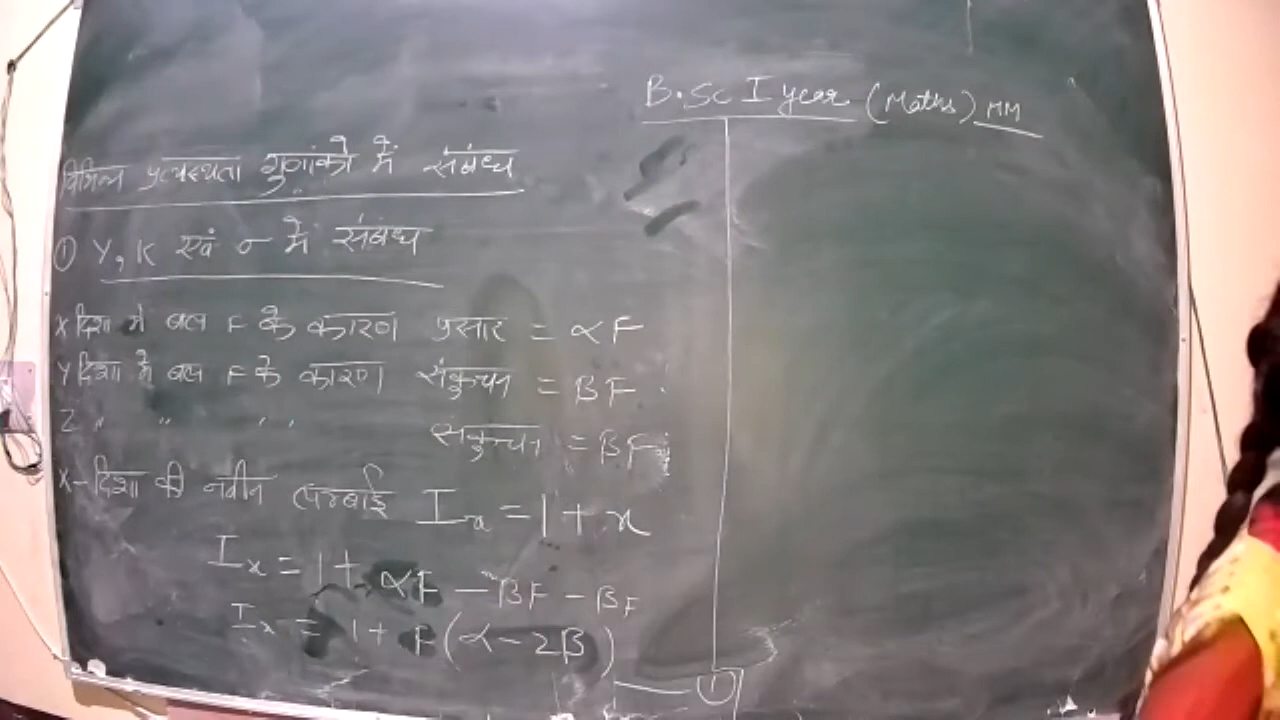 B.Sc I year (Maths) MM
विभिन्न प्रत्यास्थता गुणांको में संबंध
① Y, K एवं σ में संबंध
X दिशा में बल F के कारण प्रसार = αF
Y दिशा में बल F के कारण संकुचन = βF
Z " " " संकुचन = βF
X-दिशा की नवीन लम्बाई Ix = 1 + x
Ix = 1 + αF - βF - βF
Ix = 1 + F(α - 2β) — ①